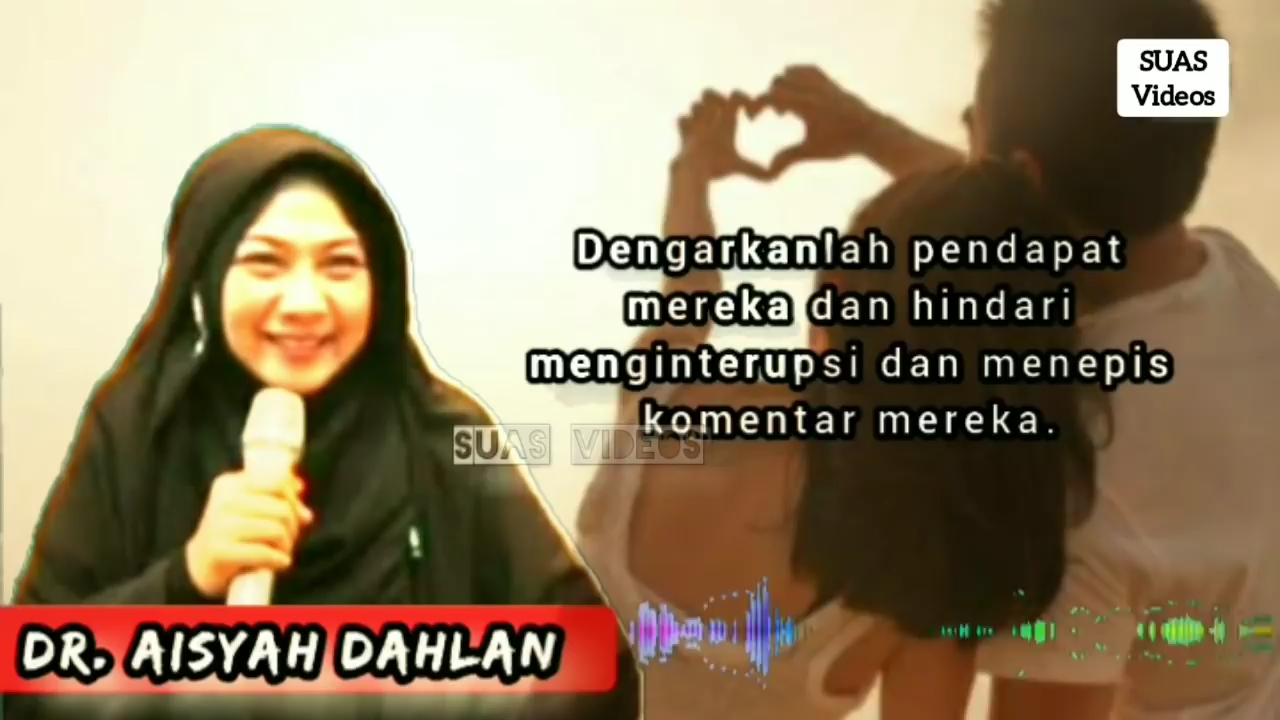 SUAS
Videos
Dengarkanlah pendapat
mereka dan hindari
menginterupsi dan menepis
komentar mereka.
SUAS VIDEOS
DR. AISYAH DAHLAN